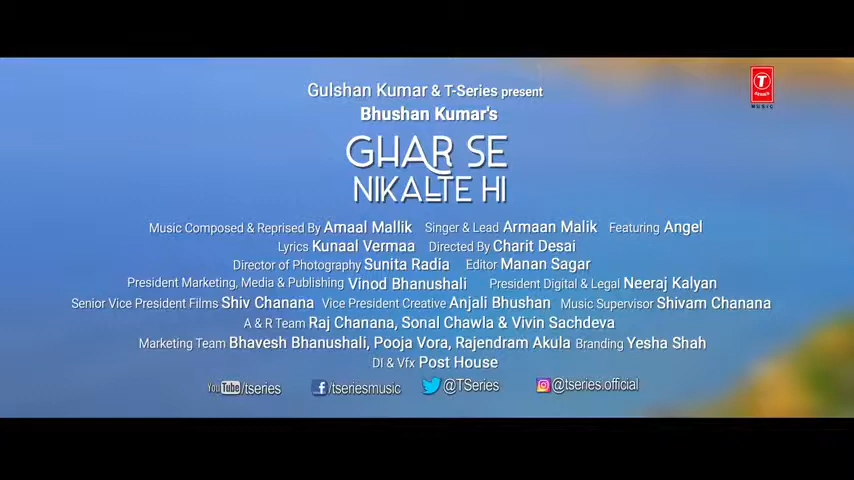 Gulshan Kumar & T-Series present
T
SERIES
MUSIC
Bhushan Kumar's
GHAR SE
NIKALTE HI
Music Composed & Reprised By Amaal Mallik Singer & Lead Armaan Malik Featuring Angel
Lyrics Kunaal Vermaa Directed By Charit Desai
Director of Photography Sunita Radia Editor Manan Sagar
President Marketing, Media & Publishing Vinod Bhanushali President Digital & Legal Neeraj Kalyan
Senior Vice President Films Shiv Chanana Vice President Creative Anjali Bhushan Music Supervisor Shivam Chanana
A & R Team Raj Chanana, Sonal Chawla & Vivin Sachdeva
Marketing Team Bhavesh Bhanushali, Pooja Vora, Rajendram Akula Branding Yesha Shah
DI & Vfx Post House
YouTube/tseries f/tseriesmusic @TSeries @tseries.official